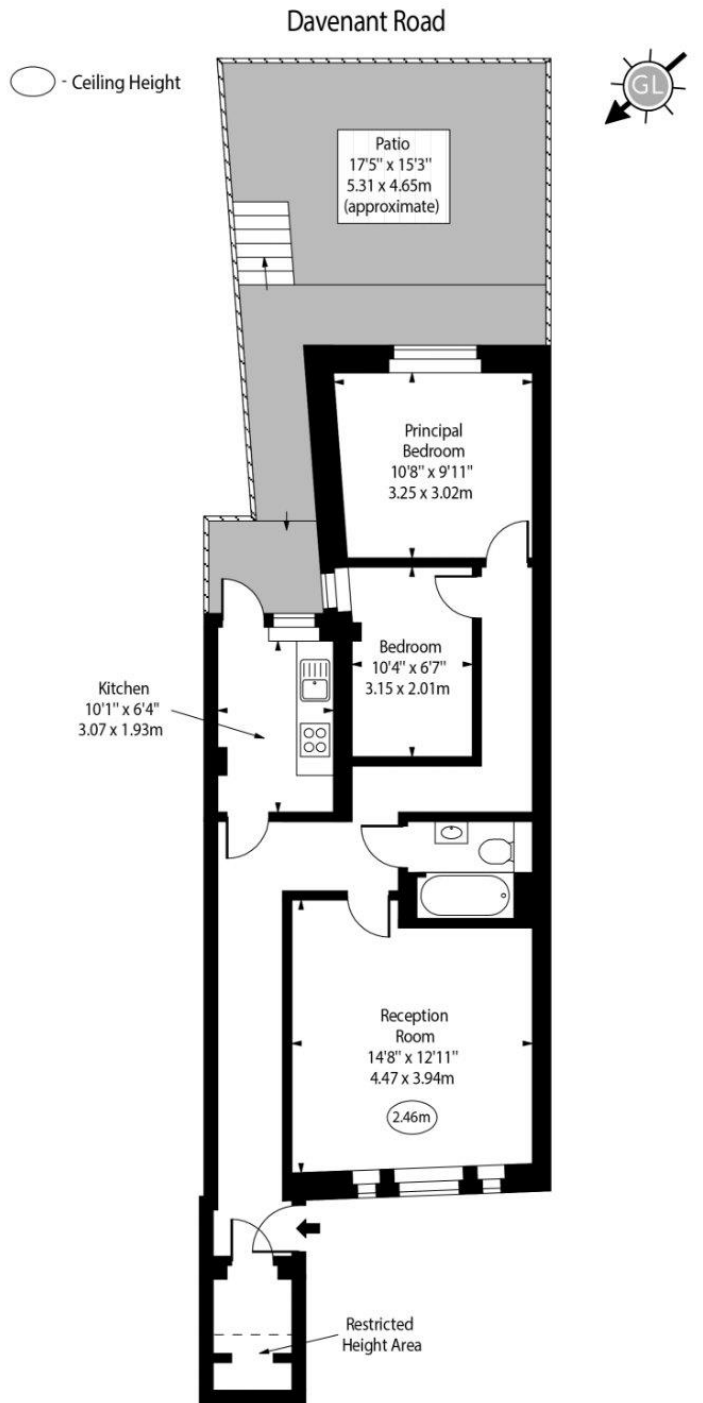 Davenant Road
- Ceiling Height
GL
Patio
17'5" x 15'3"
5.31 x 4.65m
(approximate)
Principal
Bedroom
10'8" x 9'11"
3.25 x 3.02m
Bedroom
10'4" x 6'7"
3.15 x 2.01m
Kitchen
10'1" x 6'4"
3.07 x 1.93m
Reception
Room
14'8" x 12'11"
4.47 x 3.94m
2.46m
Restricted
Height Area